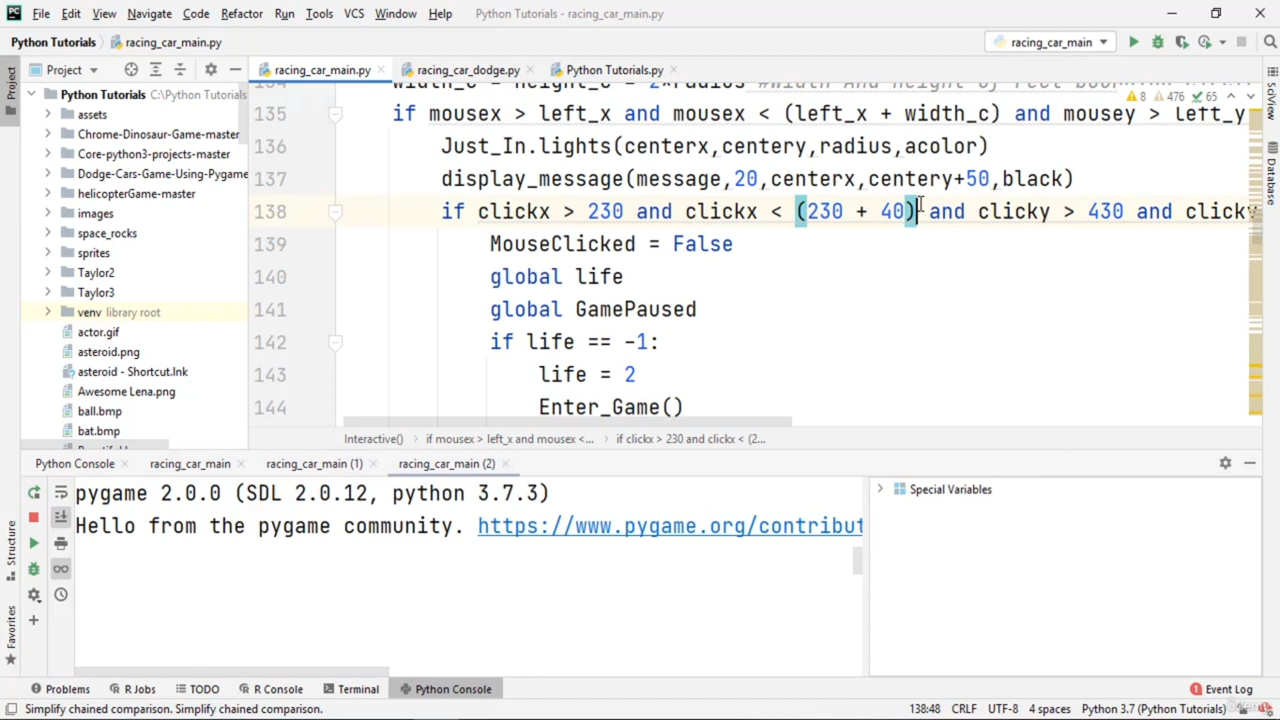 File Edit View Navigate Code Refactor Run Tools VCS Window Help Python Tutorials - racing_car_main.py
Python Tutorials racing_car_main.py racing_car_main
Project racing_car_main.py racing_car_dodge.py Python Tutorials.py
Project
Structure
Favorites
SciView
Database
Python Tutorials C:\Python Tutorials
assets
Chrome-Dinosaur-Game-master
Core-python3-projects-master
Dodge-Cars-Game-Using-Pygame
helicopterGame-master
images
space_rocks
sprites
Taylor2
Taylor3
venv library root
actor.gif
asteroid.png
asteroid - Shortcut.lnk
Awesome Lena.png
ball.bmp
bat.bmp
8 476 65
135 if mousex > left_x and mousex < (left_x + width_c) and mousey > left_y
136 Just_In.lights(centerx,centery,radius,acolor)
137 display_message(message,20,centerx,centery+50,black)
138 if clickx > 230 and clickx < (230 + 40) and clicky > 430 and clicky
139 MouseClicked = False
140 global life
141 global GamePaused
142 if life == -1:
143 life = 2
144 Enter_Game()
Interactive() if mousex > left_x and mousex <... if clickx > 230 and clickx < (2...
Python Console racing_car_main racing_car_main (1) racing_car_main (2)
pygame 2.0.0 (SDL 2.0.12, python 3.7.3)
Hello from the pygame community. https://www.pygame.org/contribut
Special Variables
Problems R Jobs TODO R Console Terminal Python Console Event Log
Simplify chained comparison. Simplify chained comparison. 138:48 CRLF UTF-8 4 spaces Python 3.7 (Python Tutorials)